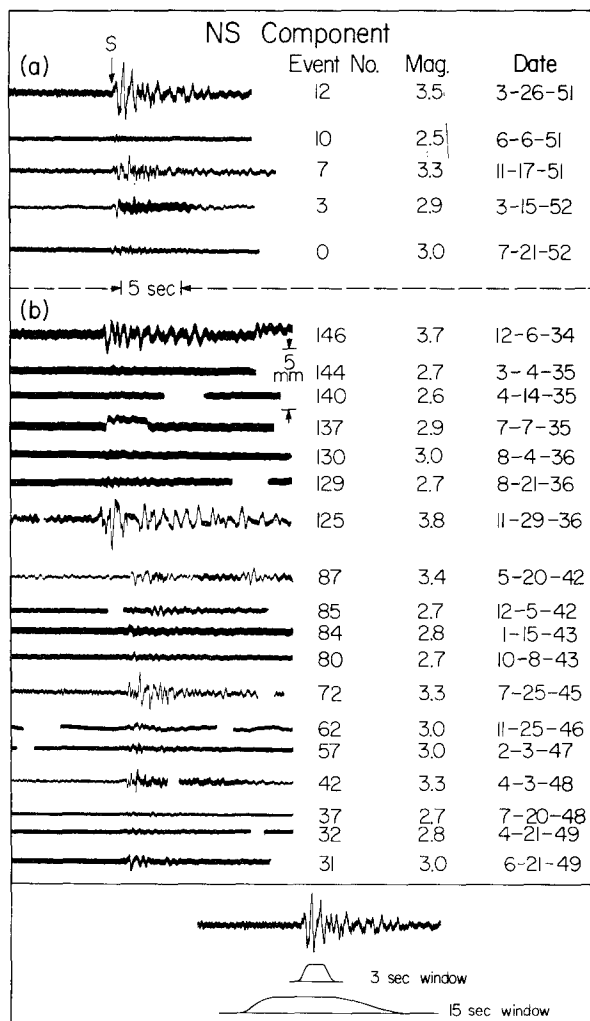 NS Component
S
(a) Event No. Mag. Date
12 3.5 3-26-51
10 2.5 6-6-51
7 3.3 11-17-51
3 2.9 3-15-52
0 3.0 7-21-52
5 sec
(b)
146 3.7 12-6-34
5 mm
144 2.7 3-4-35
140 2.6 4-14-35
137 2.9 7-7-35
130 3.0 8-4-36
129 2.7 8-21-36
125 3.8 11-29-36
87 3.4 5-20-42
85 2.7 12-5-42
84 2.8 1-15-43
80 2.7 10-8-43
72 3.3 7-25-45
62 3.0 11-25-46
57 3.0 2-3-47
42 3.3 4-3-48
37 2.7 7-20-48
32 2.8 4-21-49
31 3.0 6-21-49
3 sec window
15 sec window